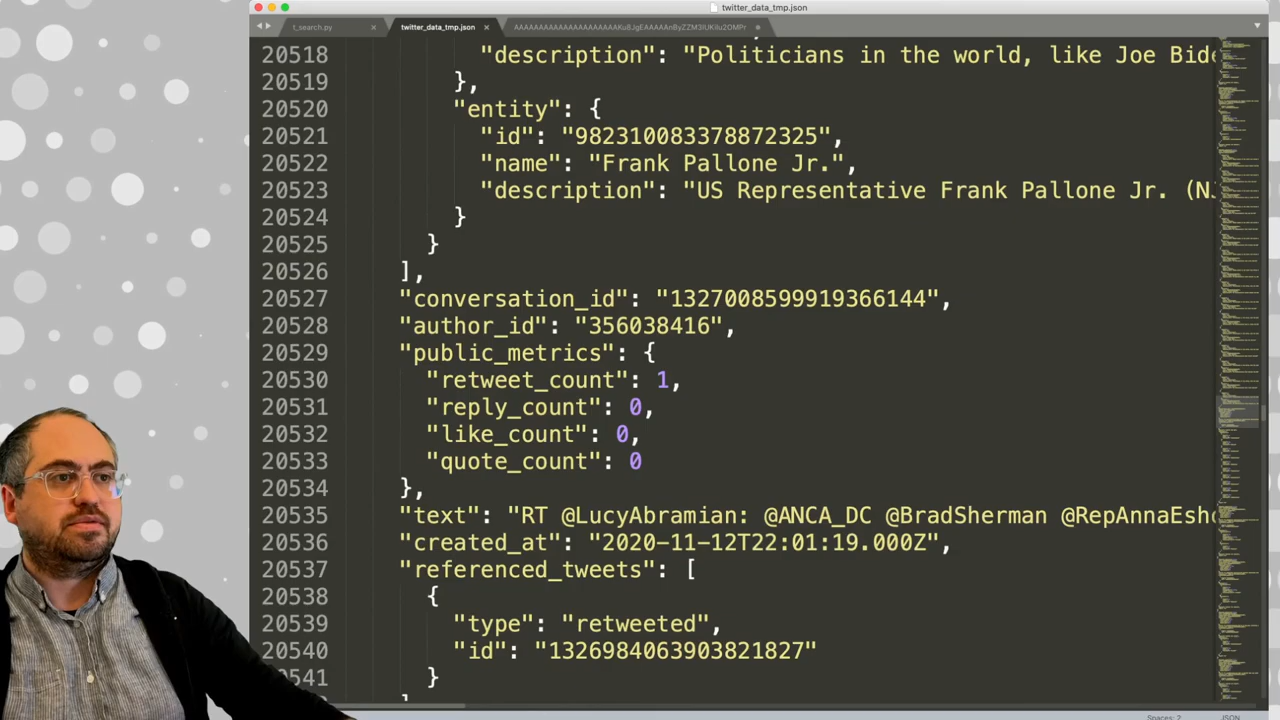 twitter_data_tmp.json
t_search.py
twitter_data_tmp.json
20518 "description": "Politicians in the world, like Joe Bide
20519 },
20520 "entity": {
20521 "id": "982310083378872325",
20522 "name": "Frank Pallone Jr.",
20523 "description": "US Representative Frank Pallone Jr. (NJ
20524 }
20525 }
20526 ],
20527 "conversation_id": "1327008599919366144",
20528 "author_id": "356038416",
20529 "public_metrics": {
20530 "retweet_count": 1,
20531 "reply_count": 0,
20532 "like_count": 0,
20533 "quote_count": 0
20534 },
20535 "text": "RT @LucyAbramian: @ANCA_DC @BradSherman @RepAnnaEsho
20536 "created_at": "2020-11-12T22:01:19.000Z",
20537 "referenced_tweets": [
20538 {
20539 "type": "retweeted",
20540 "id": "1326984063903821827"
20541 }
Spaces: 2 JSON